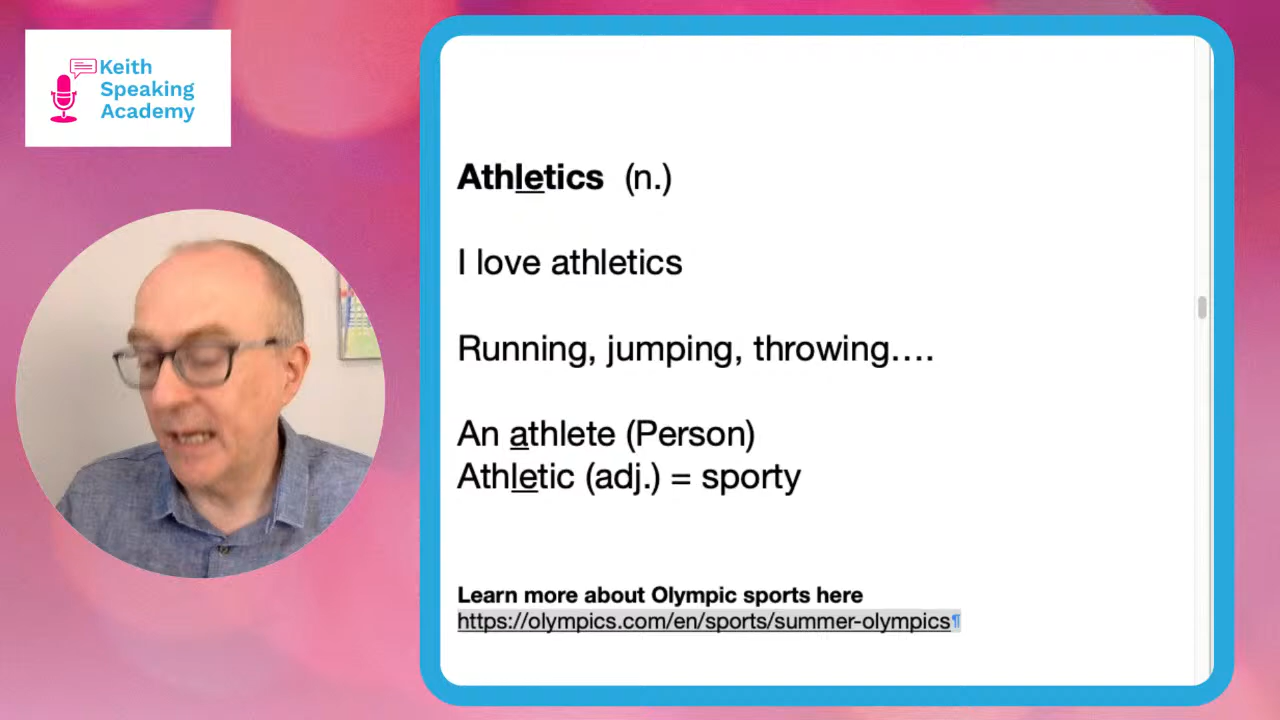 Keith
Speaking
Academy
Athletics (n.)
I love athletics
Running, jumping, throwing....
An athlete (Person)
Athletic (adj.) = sporty
Learn more about Olympic sports here
https://olympics.com/en/sports/summer-olympics¶